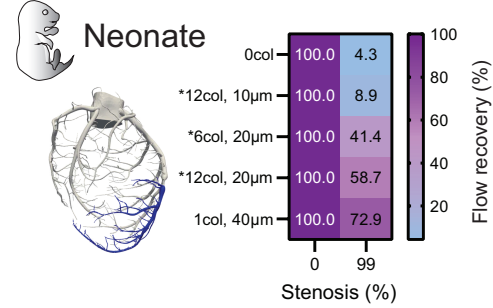 Neonate
0col 100.0 4.3
*12col, 10µm 100.0 8.9
*6col, 20µm 100.0 41.4
*12col, 20µm 100.0 58.7
1col, 40µm 100.0 72.9
0 99
Stenosis (%)
100
80
60
40
20
Flow recovery (%)